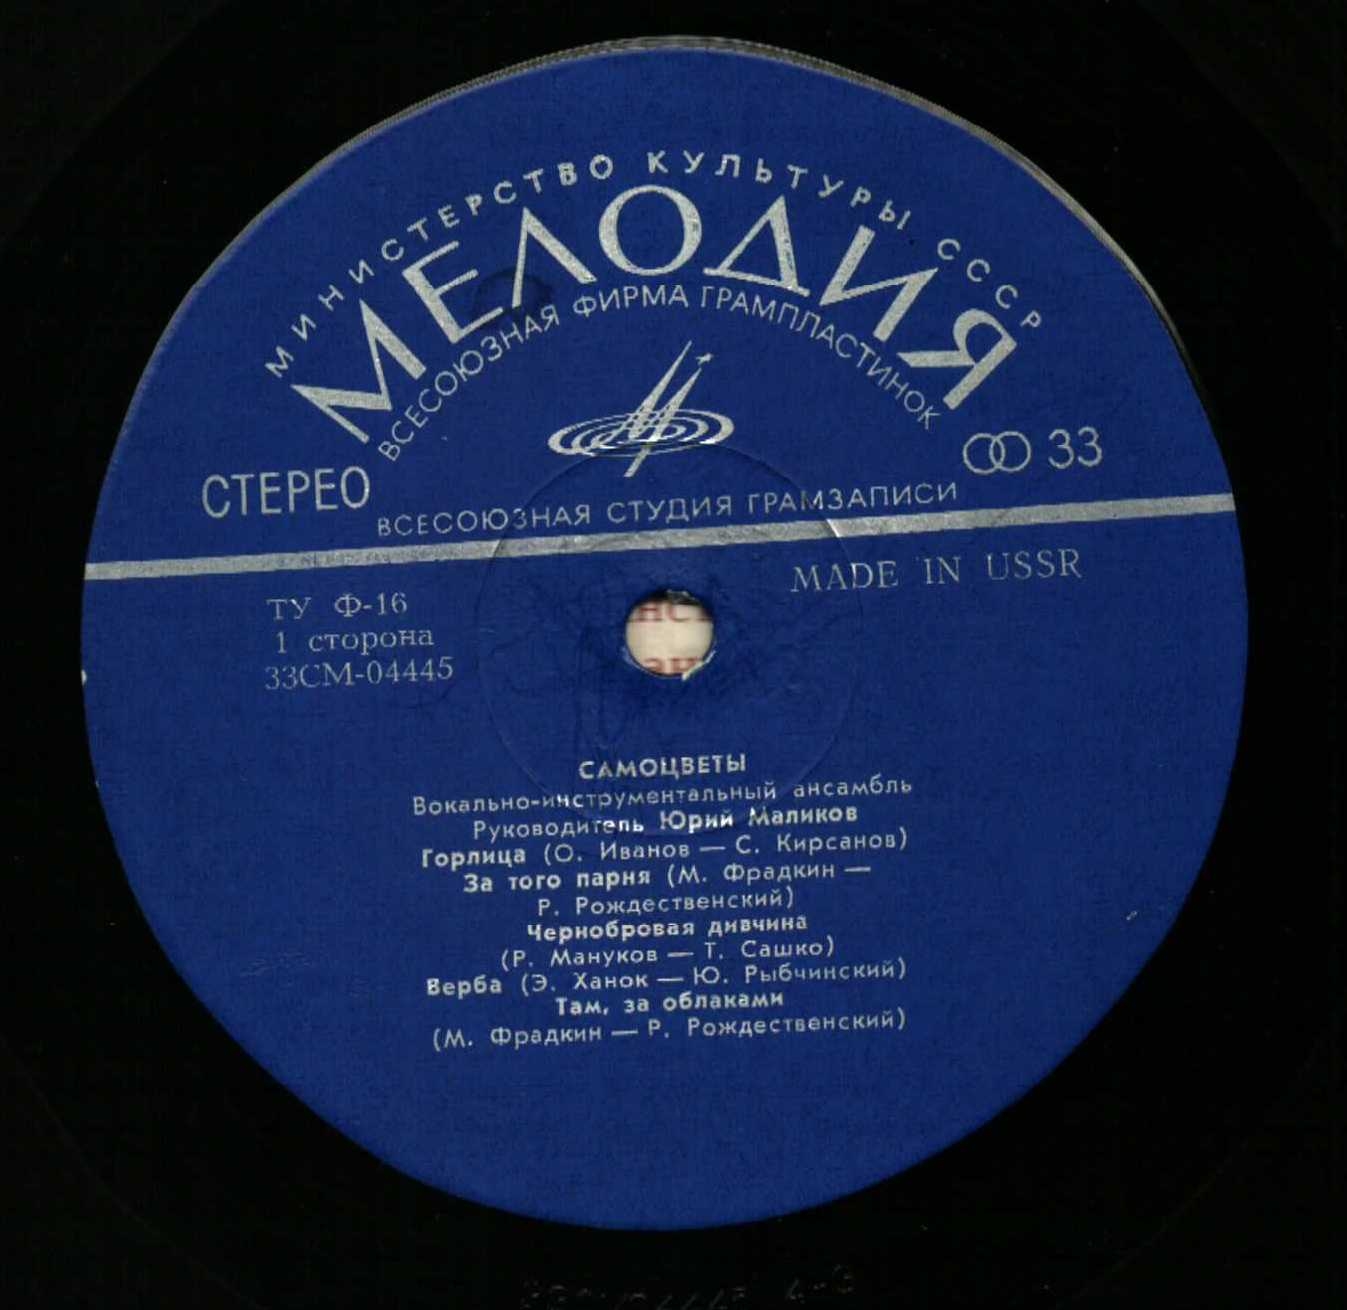 МИНИСТЕРСТВО КУЛЬТУРЫ СССР
МЕЛОДИЯ
ВСЕСОЮЗНАЯ ФИРМА ГРАМПЛАСТИНОК
СТЕРЕО
33
ВСЕСОЮЗНАЯ СТУДИЯ ГРАМЗАПИСИ
MADE IN USSR
ТУ Ф-16
1 сторона
33СМ-04445
САМОЦВЕТЫ
Вокально-инструментальный ансамбль
Руководитель Юрий Маликов
Горлица (О. Иванов — С. Кирсанов)
За того парня (М. Фрадкин —
Р. Рождественский)
Чернобровая дивчина
(Р. Мануков — Т. Сашко)
Верба (Э. Ханок — Ю. Рыбчинский)
Там, за облаками
(М. Фрадкин — Р. Рождественский)